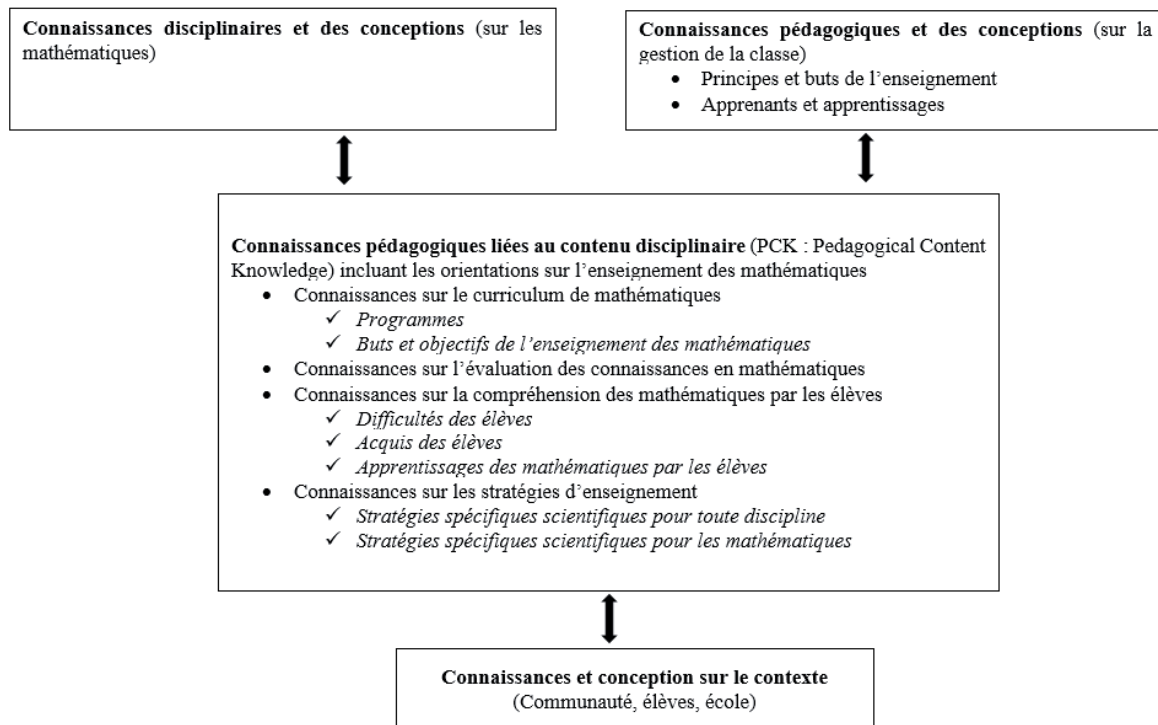 Connaissances disciplinaires et des conceptions (sur les
mathématiques)
Connaissances pédagogiques et des conceptions (sur la
gestion de la classe)
• Principes et buts de l’enseignement
• Apprenants et apprentissages
Connaissances pédagogiques liées au contenu disciplinaire (PCK : Pedagogical Content
Knowledge) incluant les orientations sur l’enseignement des mathématiques
• Connaissances sur le curriculum de mathématiques
✓ Programmes
✓ Buts et objectifs de l’enseignement des mathématiques
• Connaissances sur l’évaluation des connaissances en mathématiques
• Connaissances sur la compréhension des mathématiques par les élèves
✓ Difficultés des élèves
✓ Acquis des élèves
✓ Apprentissages des mathématiques par les élèves
• Connaissances sur les stratégies d’enseignement
✓ Stratégies spécifiques scientifiques pour toute discipline
✓ Stratégies spécifiques scientifiques pour les mathématiques
Connaissances et conception sur le contexte
(Communauté, élèves, école)